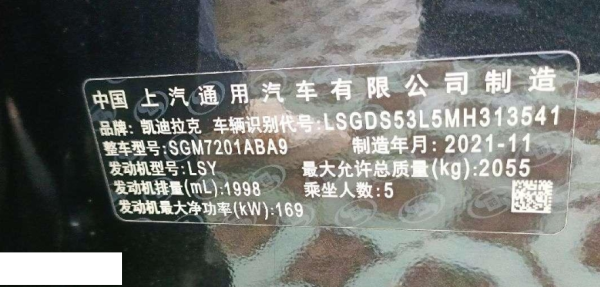 中国 上汽通用汽车有限公司制造
品牌: 凯迪拉克 车辆识别代号:LSGDS53L5MH313541
整车型号:SGM7201ABA9 制造年月: 2021-11
发动机型号:LSY 最大允许总质量(kg):2055
发动机排量(mL):1998 乘坐人数:5
发动机最大净功率(kW):169